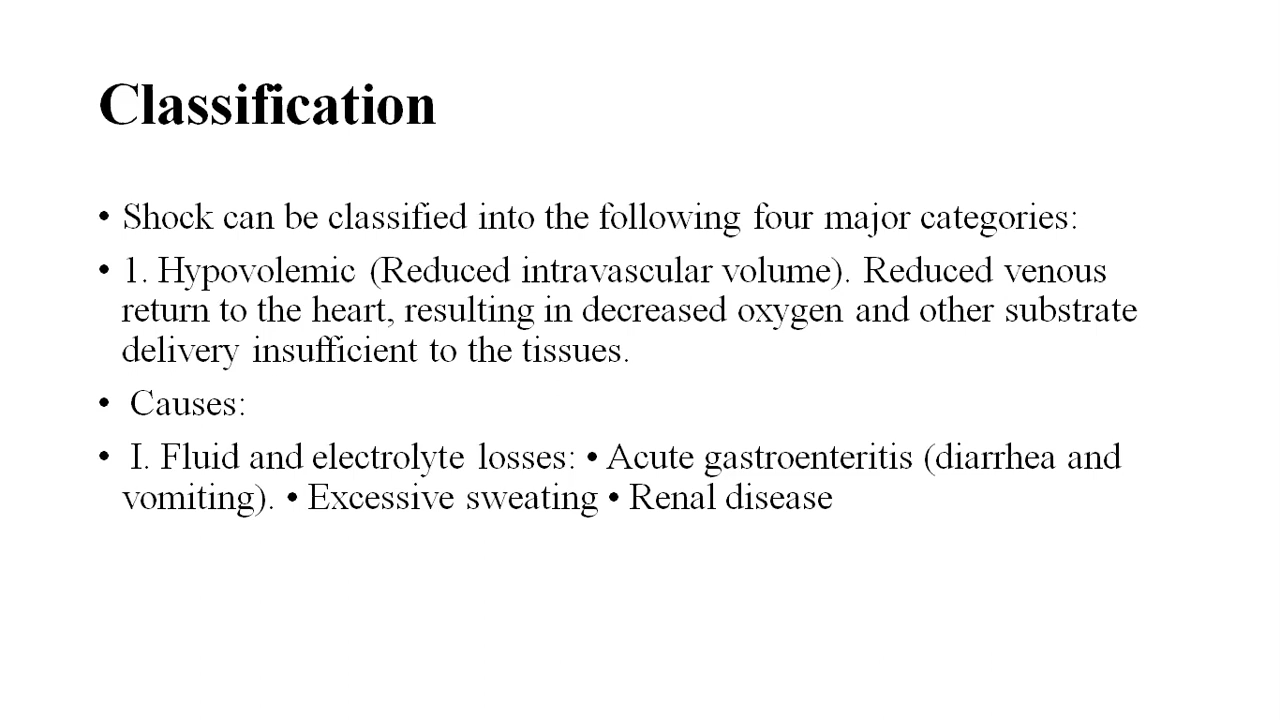 Classification
• Shock can be classified into the following four major categories:
• 1. Hypovolemic (Reduced intravascular volume). Reduced venous
return to the heart, resulting in decreased oxygen and other substrate
delivery insufficient to the tissues.
• Causes:
• I. Fluid and electrolyte losses: • Acute gastroenteritis (diarrhea and
vomiting). • Excessive sweating • Renal disease